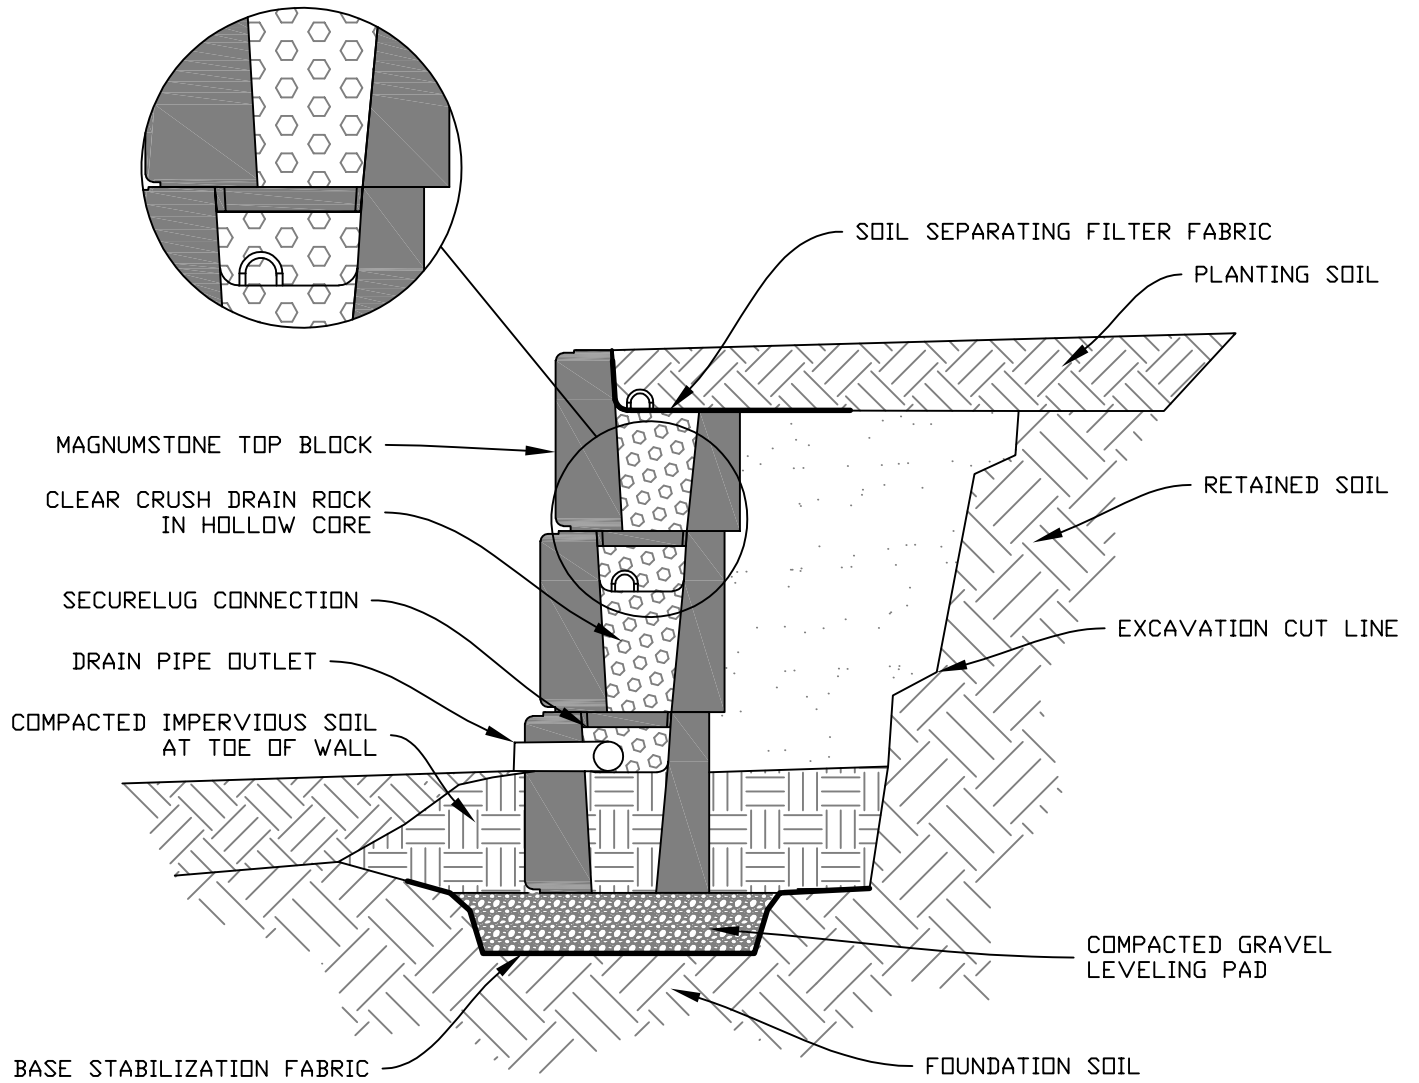 SOIL SEPARATING FILTER FABRIC
PLANTING SOIL
MAGNUMSTONE TOP BLOCK
CLEAR CRUSH DRAIN ROCK
IN HOLLOW CORE
RETAINED SOIL
SECURELUG CONNECTION
EXCAVATION CUT LINE
DRAIN PIPE OUTLET
COMPACTED IMPERVIOUS SOIL
AT TOE OF WALL
COMPACTED GRAVEL
LEVELING PAD
BASE STABILIZATION FABRIC
FOUNDATION SOIL